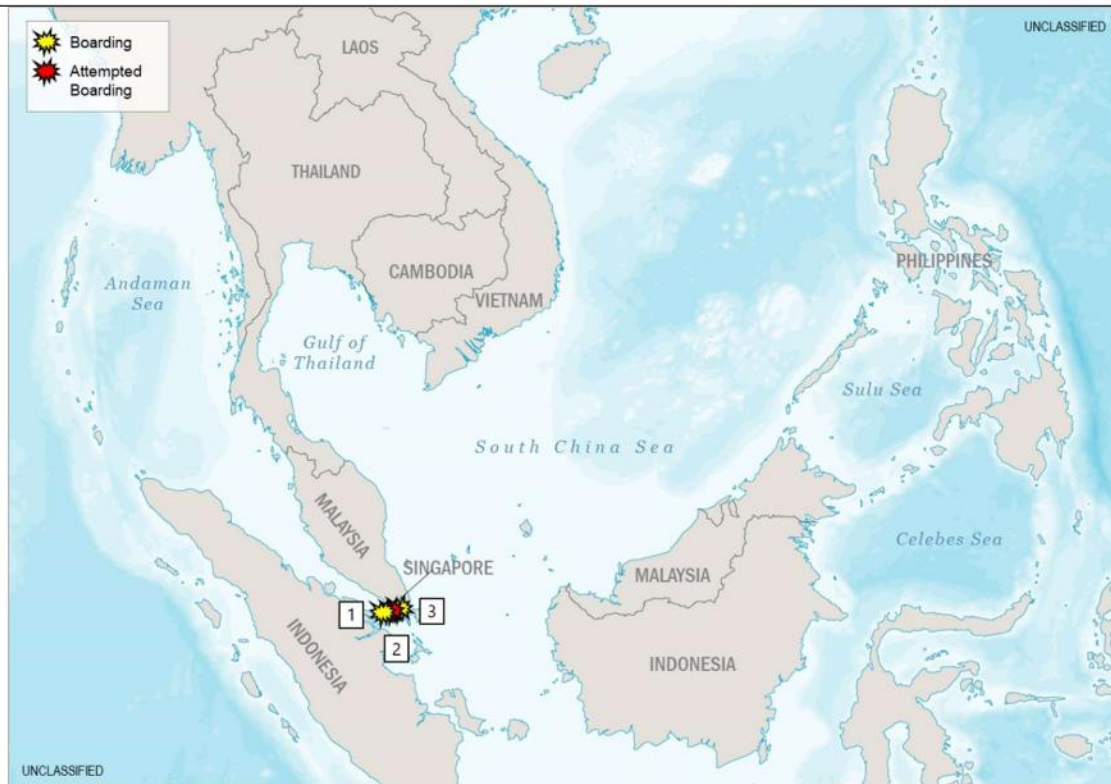 UNCLASSIFIED
Boarding
Attempted
Boarding
LAOS
THAILAND
CAMBODIA
VIETNAM
PHILIPPINES
Andaman
Sea
Gulf of
Thailand
Sulu Sea
South China Sea
MALAYSIA
SINGAPORE
Celebes Sea
MALAYSIA
1
3
2
INDONESIA
INDONESIA
UNCLASSIFIED